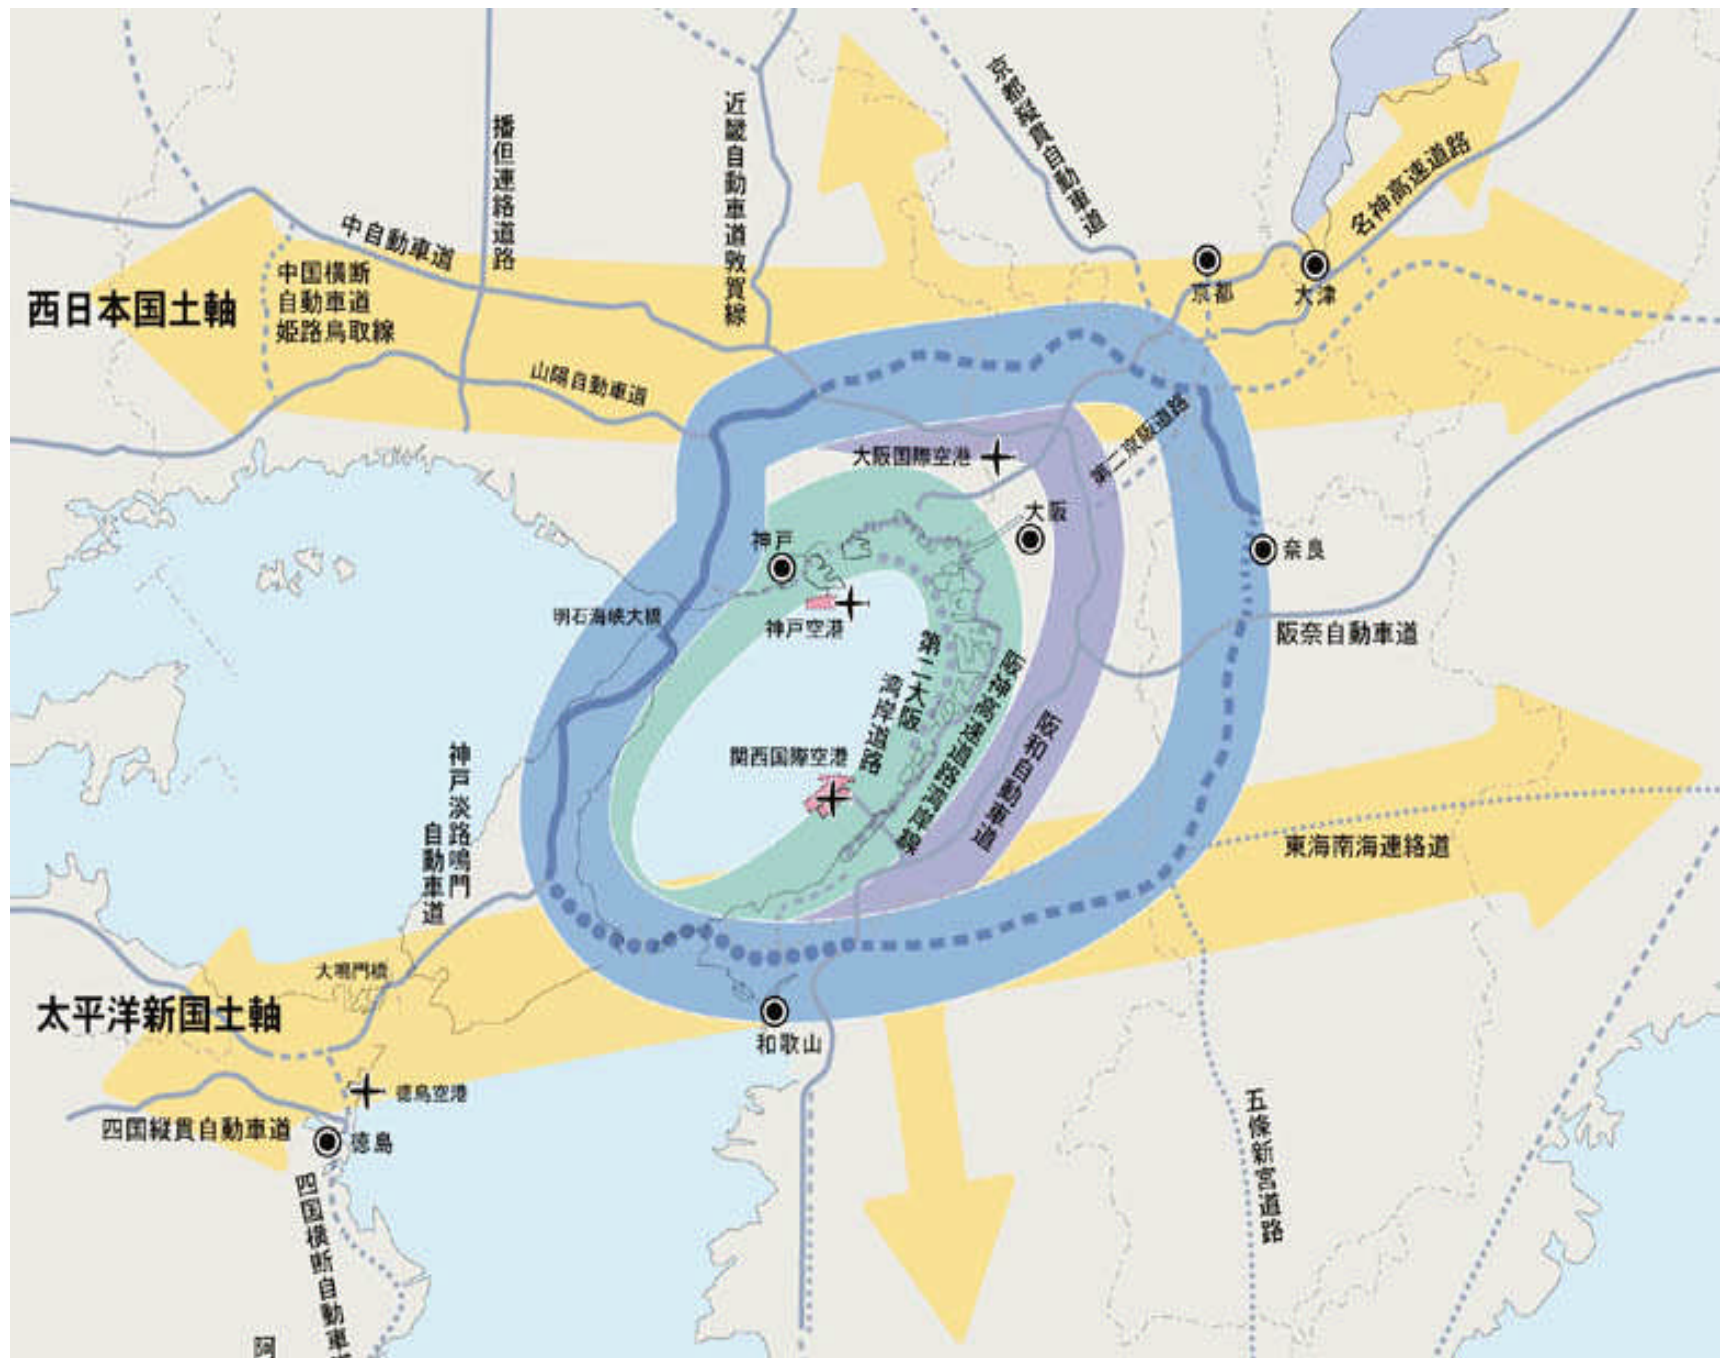 京都縦貫自動車道
近畿自動車道敦賀線
播但連絡道路
名神高速道路
中自動車道
京都
大津
中国横断
自動車道
姫路鳥取線
西日本国土軸
山陽自動車道
第二京阪道路
大阪国際空港
大阪
神戸
奈良
明石海峡大橋
神戸空港
阪奈自動車道
第二大阪
湾岸道路
阪神高速道路湾岸線
阪和自動車道
関西国際空港
神戸淡路鳴門
自動車道
東海南海連絡道
大鳴門橋
太平洋新国土軸
和歌山
徳島空港
四国縦貫自動車道
徳島
五條新宮道路
四国横断自動車
阿